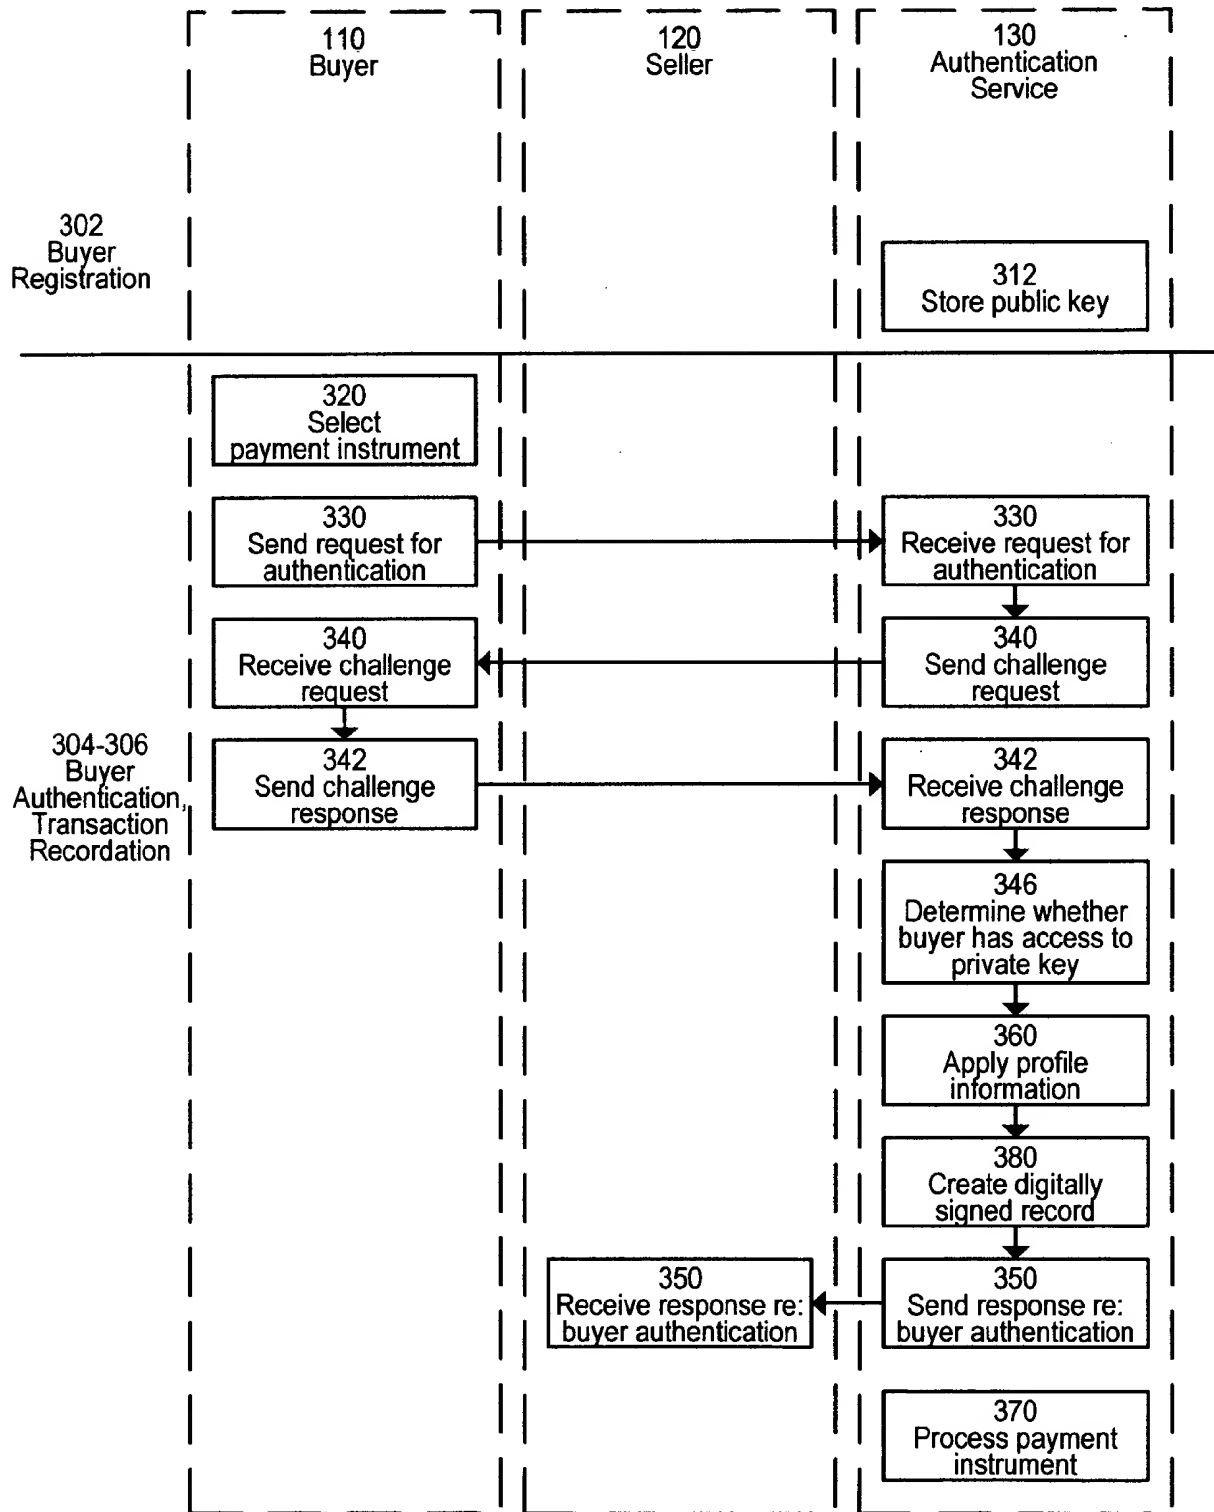 110
Buyer
120
Seller
130
Authentication
Service
302
Buyer
Registration
312
Store public key
320
Select
payment instrument
330
Send request for
authentication
330
Receive request for
authentication
340
Receive challenge
request
340
Send challenge
request
304-306
Buyer
Authentication,
Transaction
Recordation
342
Send challenge
response
342
Receive challenge
response
346
Determine whether
buyer has access to
private key
360
Apply profile
information
380
Create digitally
signed record
350
Receive response re:
buyer authentication
350
Send response re:
buyer authentication
370
Process payment
instrument